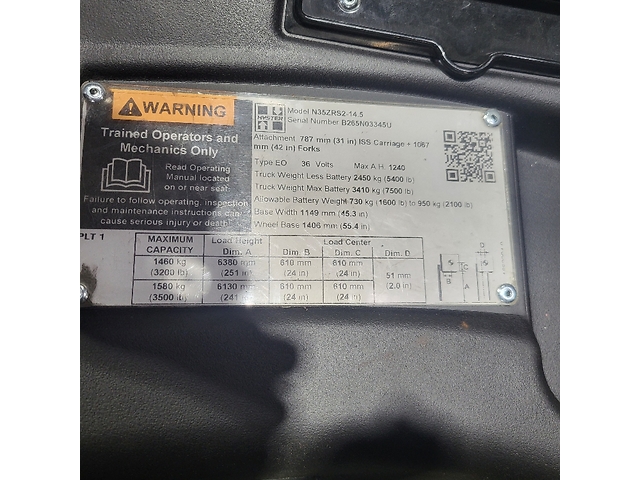 WARNING
Trained Operators and
Mechanics Only
Read Operating
Manual located
on or near seat.
Failure to follow operating, inspection
and maintenance instructions can
cause serious injury or death
HYSTER
Model N35ZRS2-14.5
Serial Number B265N03345U
Attachment 787 mm (31 in) ISS Carriage + 1067
mm (42 in) Forks
Type EO 36 Volts Max A.H. 1240
Truck Weight Less Battery 2450 kg (5400 lb)
Truck Weight Max Battery 3410 kg (7500 lb)
Allowable Battery Weight 730 kg (1600 lb) to 950 kg (2100 lb)
Base Width 1149 mm (45.3 in)
Wheel Base 1406 mm (55.4 in)
PLT 1
MAXIMUM CAPACITY Load Height Dim. A Load Center Dim. B Dim. C Dim. D
1460 kg 6380 mm 610 mm 610 mm
(3200 lb) (251 in) (24 in) (24 in)
51 mm
(2.0 in)
1580 kg 6130 mm 610 mm 610 mm
(3500 lb) (241 in) (24 in) (24 in)
D
C
B
A